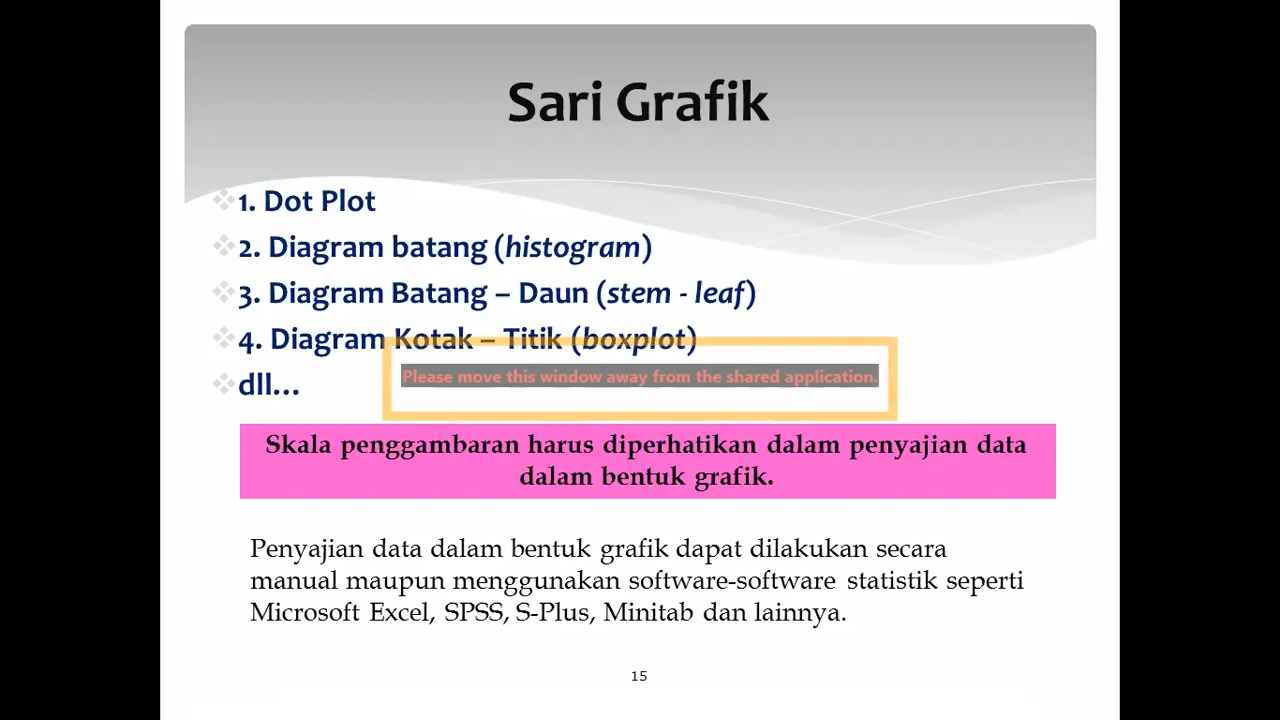 Sari Grafik
1. Dot Plot
2. Diagram batang (histogram)
3. Diagram Batang – Daun (stem - leaf)
4. Diagram Kotak – Titik (boxplot)
dll...
Please move this window away from the shared application.
Skala penggambaran harus diperhatikan dalam penyajian data
dalam bentuk grafik.
Penyajian data dalam bentuk grafik dapat dilakukan secara
manual maupun menggunakan software-software statistik seperti
Microsoft Excel, SPSS, S-Plus, Minitab dan lainnya.
15